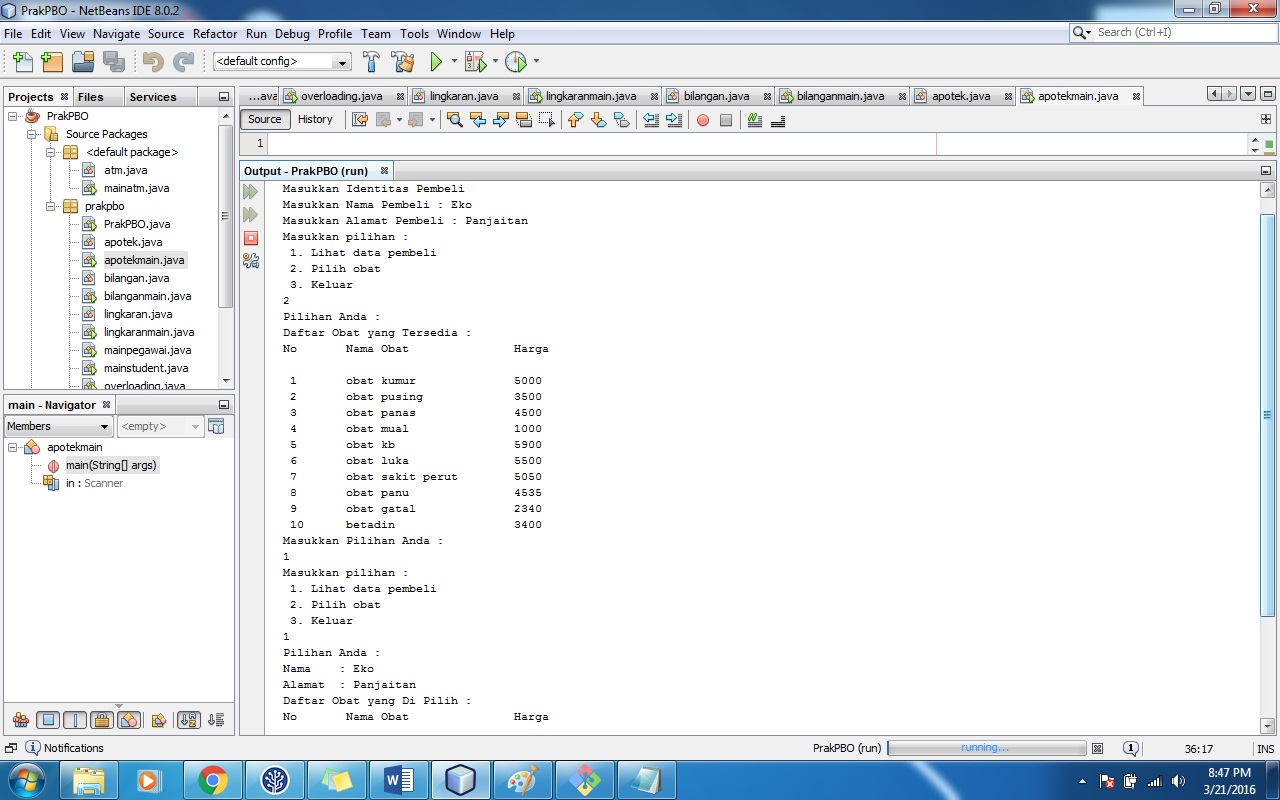 PrakPBO - NetBeans IDE 8.0.2
File Edit View Navigate Source Refactor Run Debug Profile Team Tools Window Help
Search (Ctrl+I)
<default config>
Projects Files Services
...ava overloading.java lingkaran.java lingkaranmain.java bilangan.java bilanganmain.java apotek.java apotekmain.java
Source History
1
PrakPBO
Source Packages
<default package>
atm.java
mainatm.java
prakpbo
PrakPBO.java
apotek.java
apotekmain.java
bilangan.java
bilanganmain.java
lingkaran.java
lingkaranmain.java
mainpegawai.java
mainstudent.java
overloading.java
main - Navigator
Members <empty>
apotekmain
main(String[] args)
in : Scanner
Output - PrakPBO (run)
Masukkan Identitas Pembeli
Masukkan Nama Pembeli : Eko
Masukkan Alamat Pembeli : Panjaitan
Masukkan pilihan :
1. Lihat data pembeli
2. Pilih obat
3. Keluar
2
Pilihan Anda :
Daftar Obat yang Tersedia :
No Nama Obat Harga
1 obat kumur 5000
2 obat pusing 3500
3 obat panas 4500
4 obat mual 1000
5 obat kb 5900
6 obat luka 5500
7 obat sakit perut 5050
8 obat panu 4535
9 obat gatal 2340
10 betadin 3400
Masukkan Pilihan Anda :
1
Masukkan pilihan :
1. Lihat data pembeli
2. Pilih obat
3. Keluar
1
Pilihan Anda :
Nama : Eko
Alamat : Panjaitan
Daftar Obat yang Di Pilih :
No Nama Obat Harga
Notifications
PrakPBO (run) running... 1 36:17 INS
8:47 PM
3/21/2016